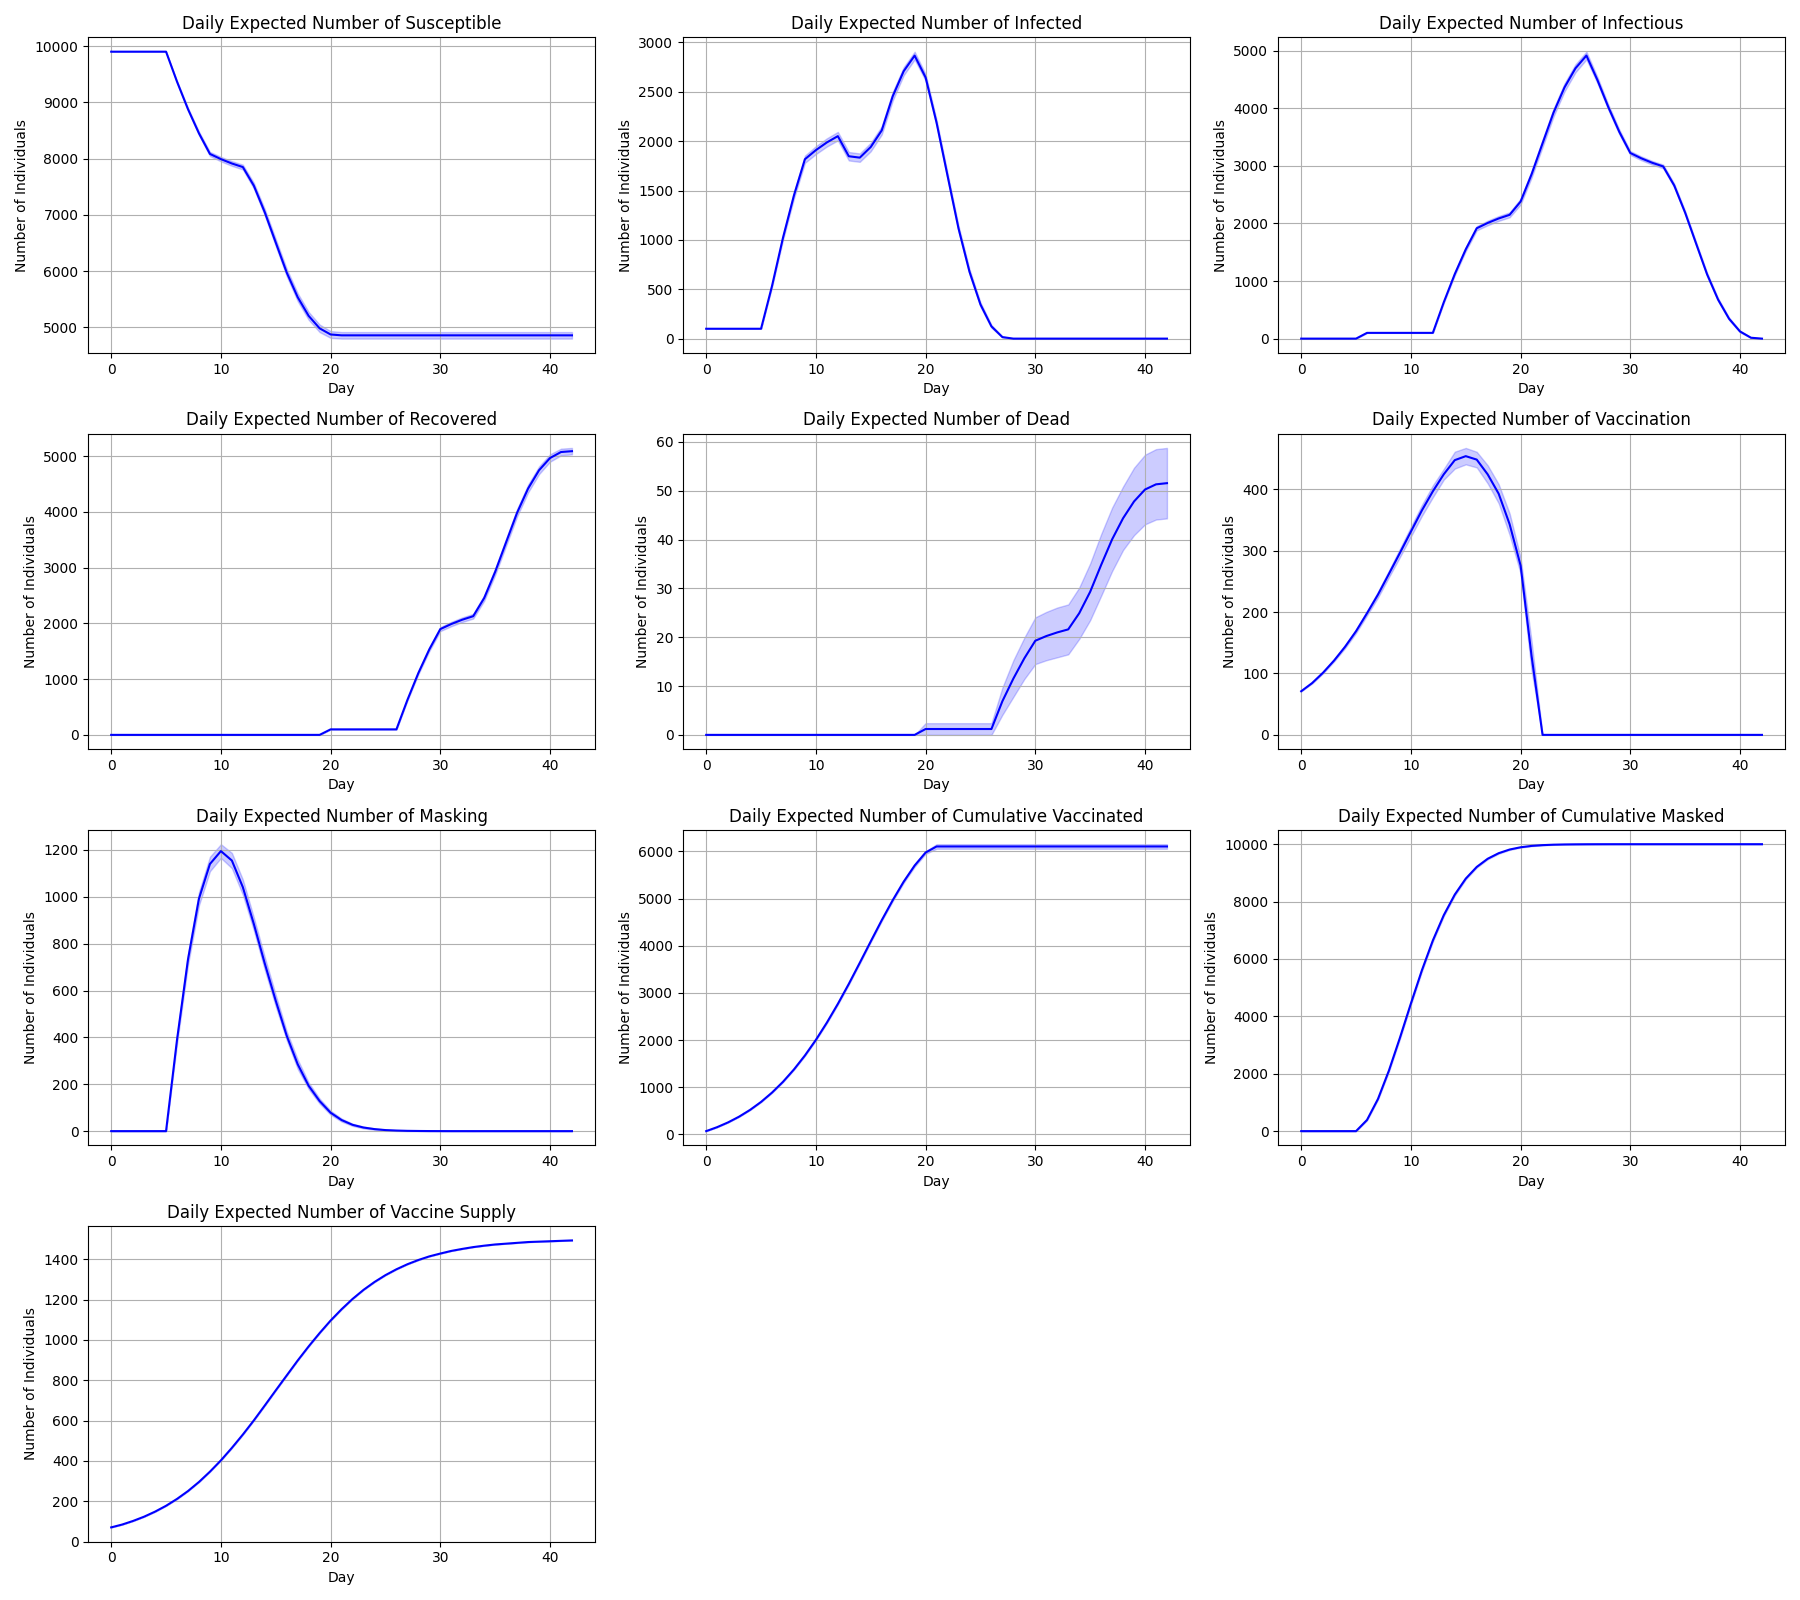 Daily Expected Number of Susceptible
Number of Individuals
10000
9000
8000
7000
6000
5000
0 10 20 30 40
Day
Daily Expected Number of Infected
Number of Individuals
3000
2500
2000
1500
1000
500
0
0 10 20 30 40
Day
Daily Expected Number of Infectious
Number of Individuals
5000
4000
3000
2000
1000
0
0 10 20 30 40
Day
Daily Expected Number of Recovered
Number of Individuals
5000
4000
3000
2000
1000
0
0 10 20 30 40
Day
Daily Expected Number of Dead
Number of Individuals
60
50
40
30
20
10
0
0 10 20 30 40
Day
Daily Expected Number of Vaccination
Number of Individuals
400
300
200
100
0
0 10 20 30 40
Day
Daily Expected Number of Masking
Number of Individuals
1200
1000
800
600
400
200
0
0 10 20 30 40
Day
Daily Expected Number of Cumulative Vaccinated
Number of Individuals
6000
5000
4000
3000
2000
1000
0
0 10 20 30 40
Day
Daily Expected Number of Cumulative Masked
Number of Individuals
10000
8000
6000
4000
2000
0
0 10 20 30 40
Day
Daily Expected Number of Vaccine Supply
Number of Individuals
1400
1200
1000
800
600
400
200
0
0 10 20 30 40
Day